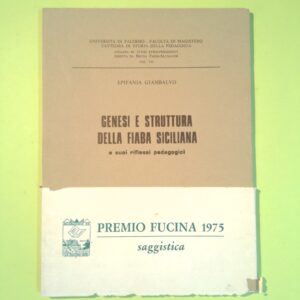 UNIVERSITÀ DI PALERMO - FACOLTÀ DI MAGISTERO
CATTEDRA DI STORIA DELLA PEDAGOGIA
EPIFANIA GIAMBALVO
GENESI E STRUTTURA
DELLA FIABA SICILIANA
e suoi riflessi pedagogici
PREMIO FUCINA 1975
saggistica